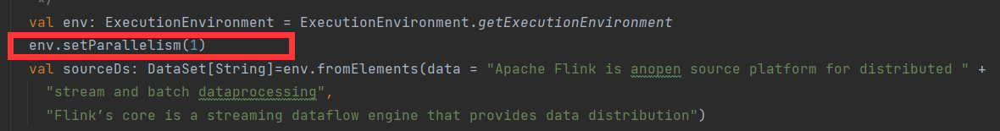 */
val env: ExecutionEnvironment = ExecutionEnvironment.getExecutionEnvironment
env.setParallelism(1)
val sourceDs: DataSet[String]=env.fromElements(data = "Apache Flink is anopen source platform for distributed " +
"stream and batch dataprocessing",
"Flink’s core is a streaming dataflow engine that provides data distribution")